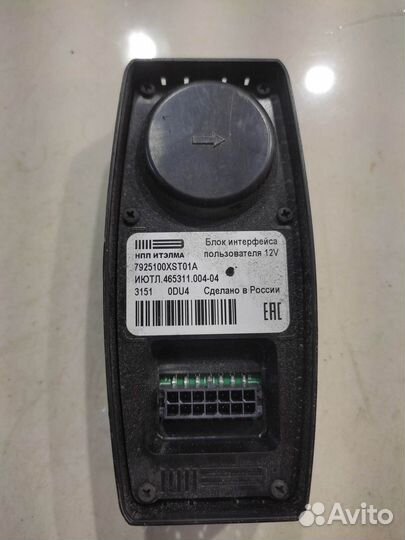 НПП ИТЭЛМА
Блок интерфейса
пользователя 12V
7925100XST01A
ИЮТЛ.465311.004-04
3151 0DU4 Сделано в России
EAC
Avito